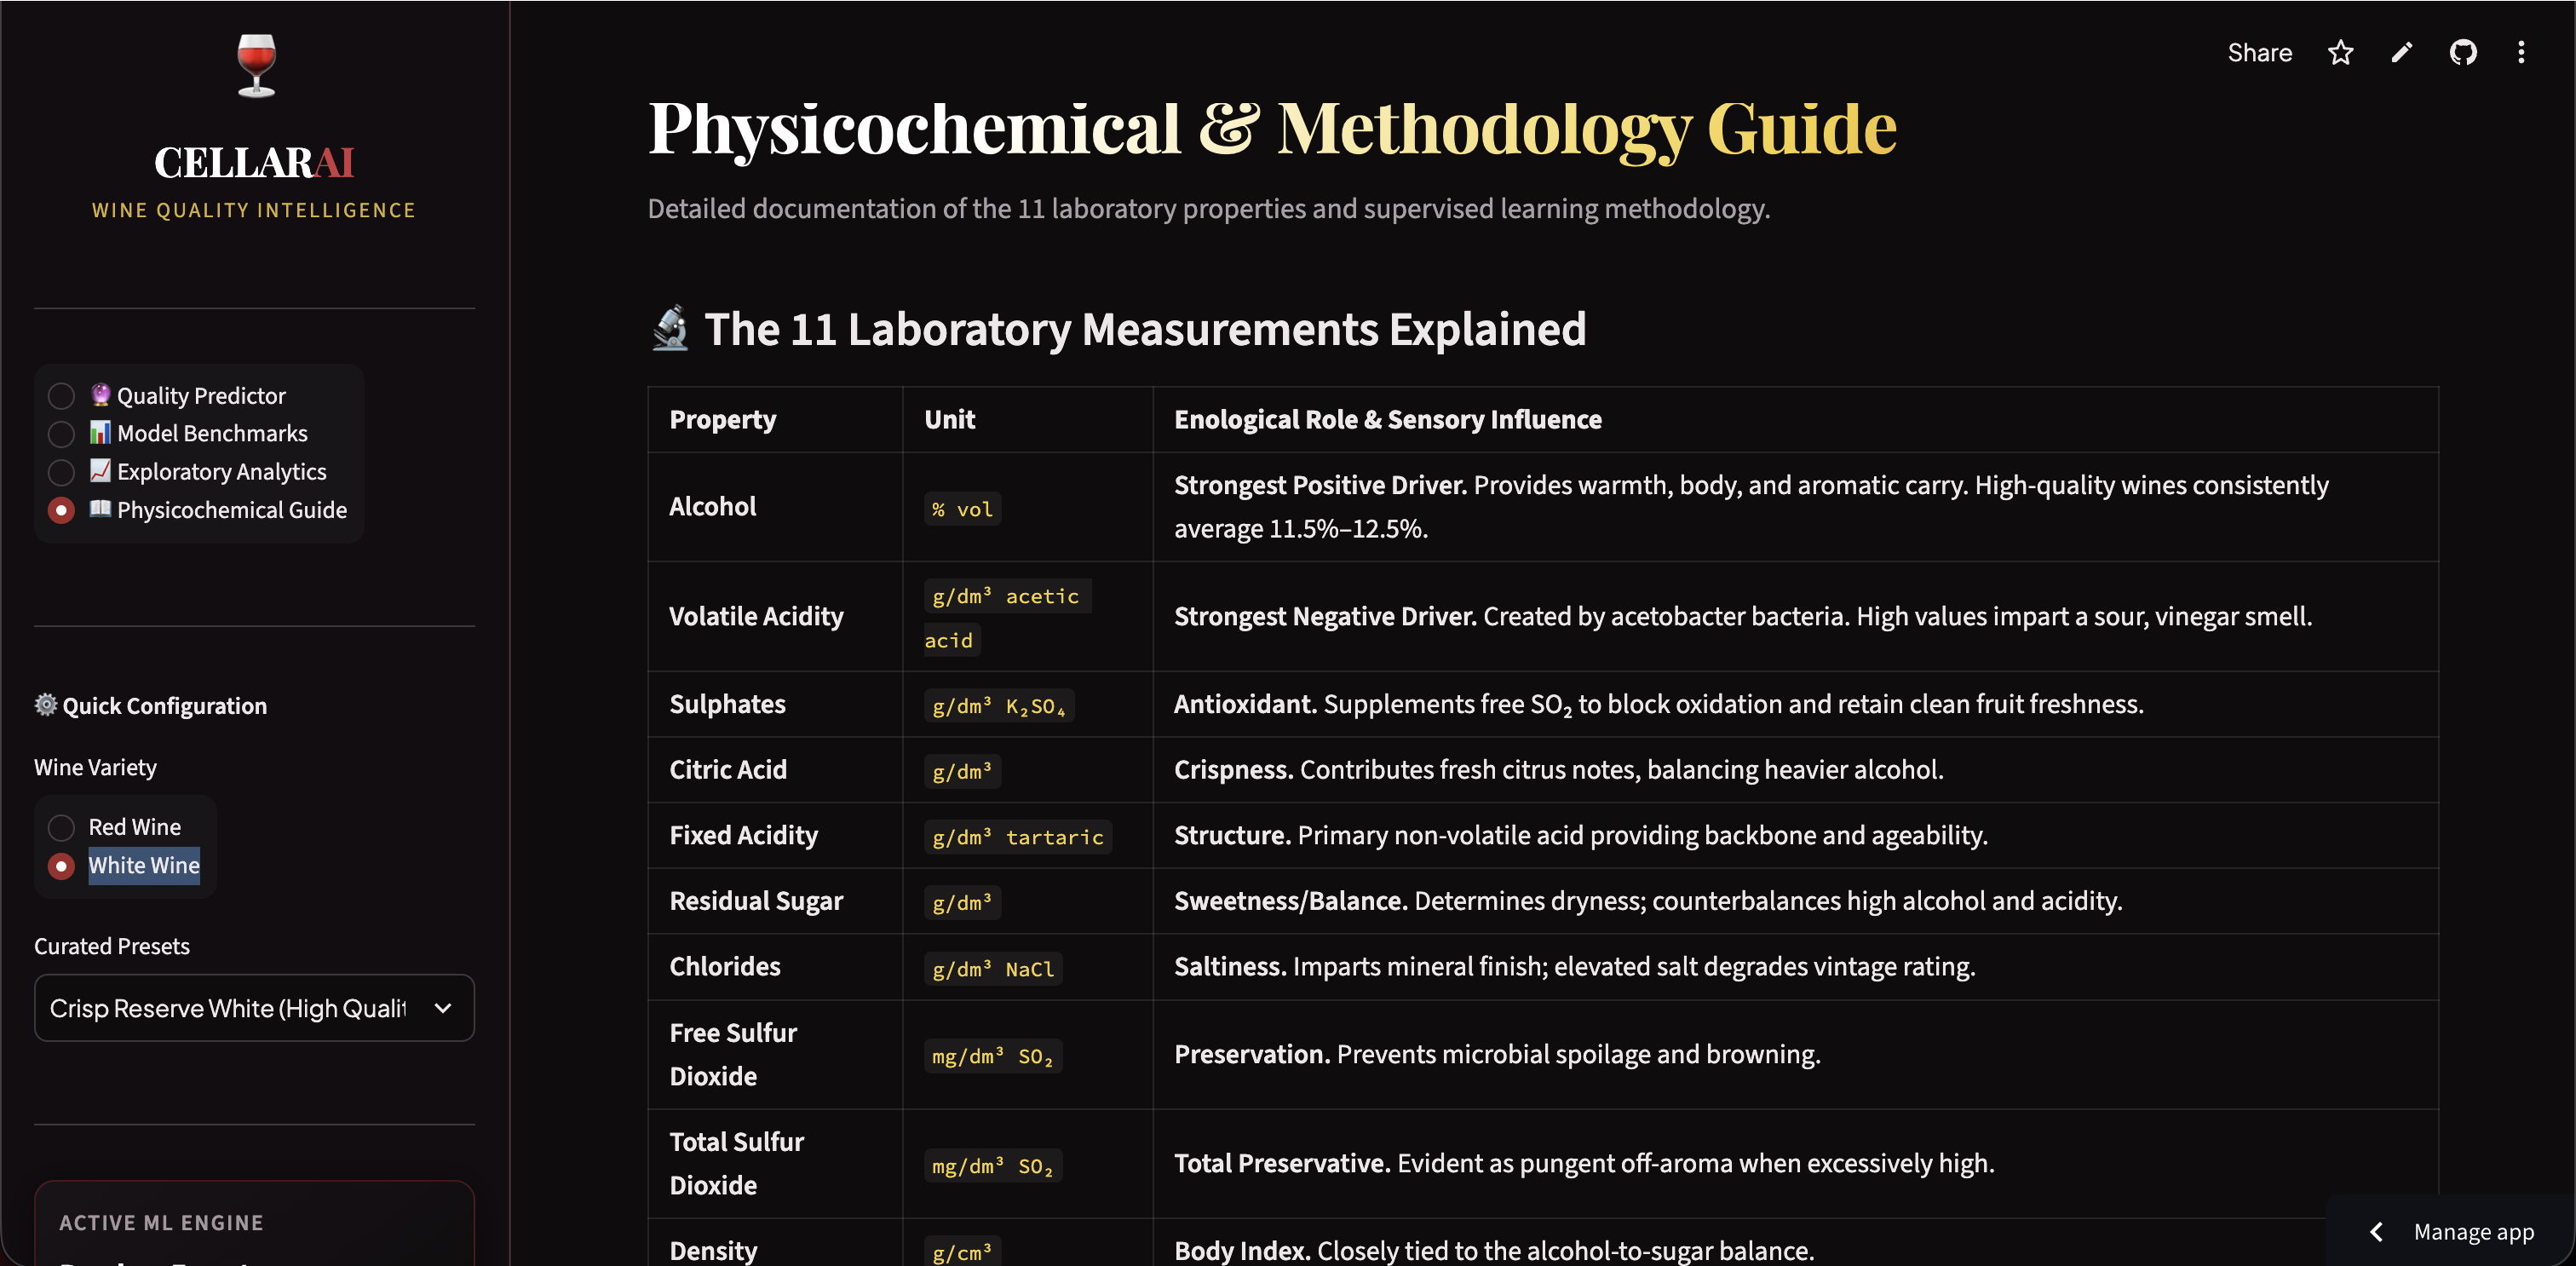 CELLARAI
WINE QUALITY INTELLIGENCE
Quality Predictor
Model Benchmarks
Exploratory Analytics
Physicochemical Guide
Quick Configuration
Wine Variety
Red Wine
White Wine
Curated Presets
Crisp Reserve White (High Qualit
ACTIVE ML ENGINE
Share
Physicochemical & Methodology Guide
Detailed documentation of the 11 laboratory properties and supervised learning methodology.
The 11 Laboratory Measurements Explained
Property Unit Enological Role & Sensory Influence
Alcohol % vol Strongest Positive Driver. Provides warmth, body, and aromatic carry. High-quality wines consistently
average 11.5%–12.5%.
Volatile Acidity g/dm³ acetic
acid Strongest Negative Driver. Created by acetobacter bacteria. High values impart a sour, vinegar smell.
Sulphates g/dm³ K₂SO₄ Antioxidant. Supplements free SO₂ to block oxidation and retain clean fruit freshness.
Citric Acid g/dm³ Crispness. Contributes fresh citrus notes, balancing heavier alcohol.
Fixed Acidity g/dm³ tartaric Structure. Primary non-volatile acid providing backbone and ageability.
Residual Sugar g/dm³ Sweetness/Balance. Determines dryness; counterbalances high alcohol and acidity.
Chlorides g/dm³ NaCl Saltiness. Imparts mineral finish; elevated salt degrades vintage rating.
Free Sulfur
Dioxide mg/dm³ SO₂ Preservation. Prevents microbial spoilage and browning.
Total Sulfur
Dioxide mg/dm³ SO₂ Total Preservative. Evident as pungent off-aroma when excessively high.
Density g/cm³ Body Index. Closely tied to the alcohol-to-sugar balance.
Manage app